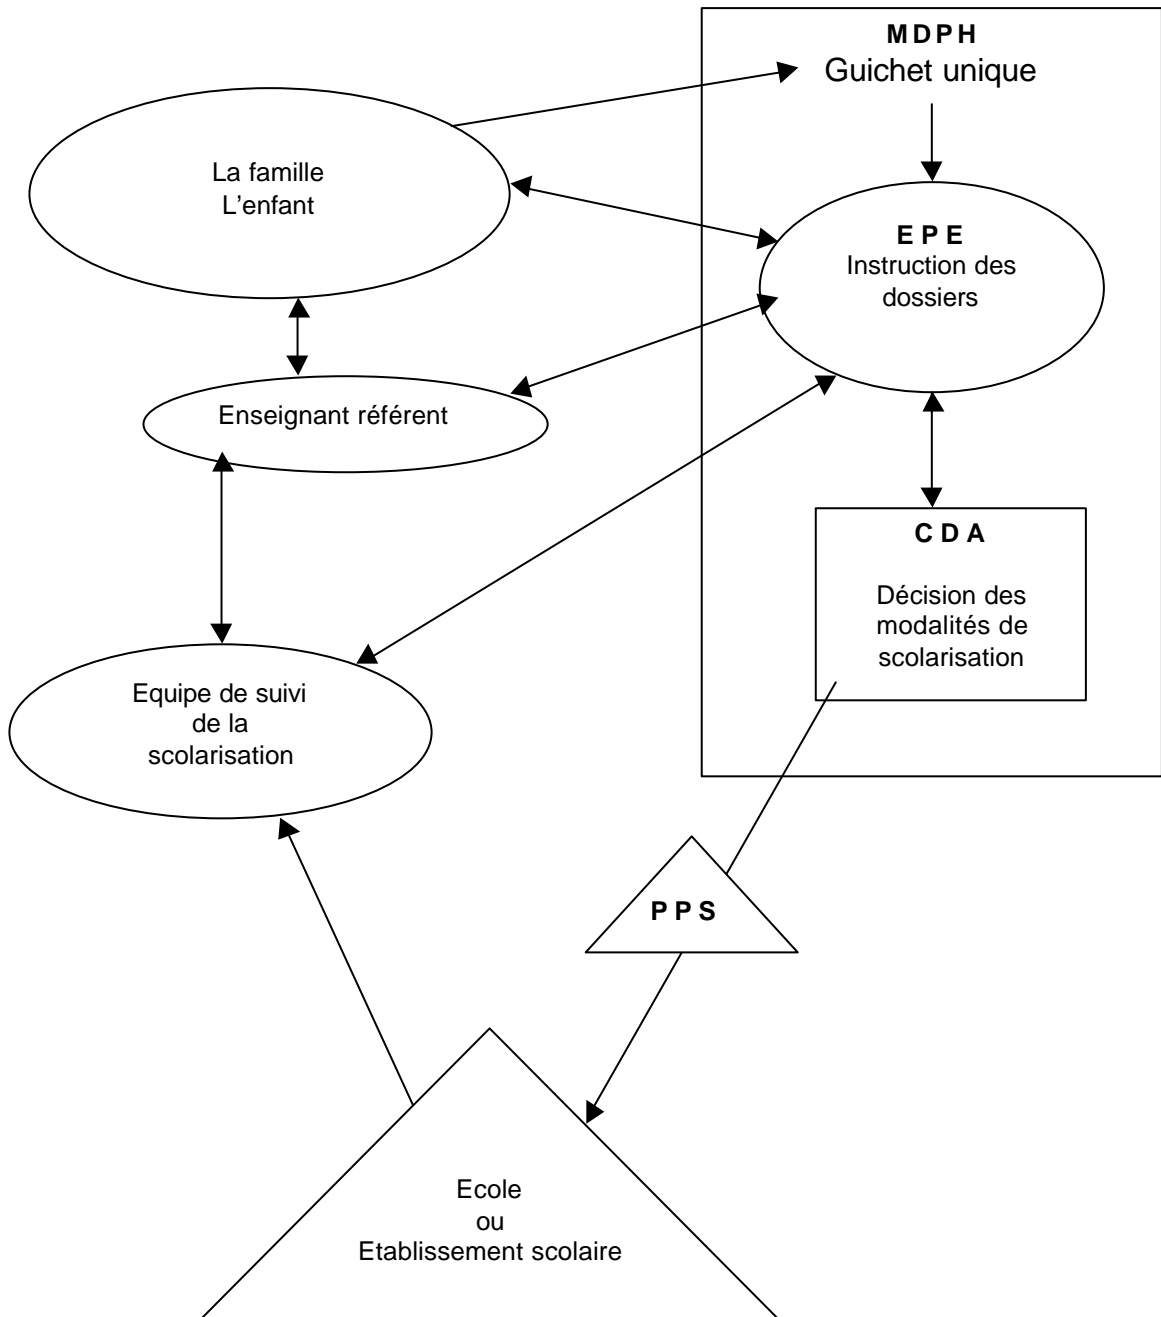 M D P H
Guichet unique
La famille
L'enfant
E P E
Instruction des
dossiers
Enseignant référent
C D A
Décision des
modalités de
scolarisation
Equipe de suivi
de la
scolarisation
P P S
Ecole
ou
Etablissement scolaire